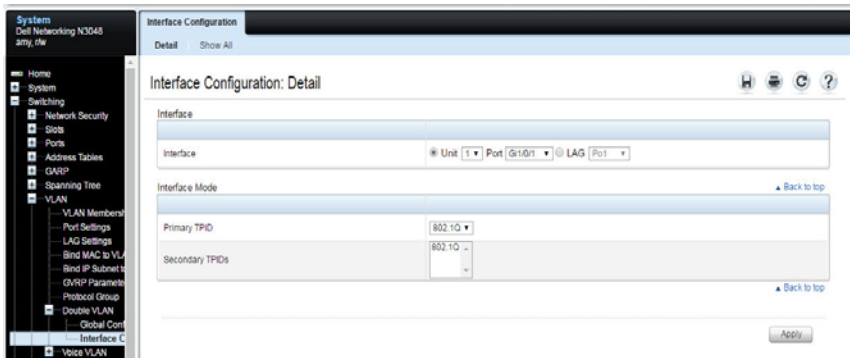 System
Dell Networking N3048
amy, r/w
Home
System
Switching
Network Security
Slots
Ports
Address Tables
GARP
Spanning Tree
VLAN
VLAN Membersh
Port Settings
LAG Settings
Bind MAC to VLA
Bind IP Subnet to
GVRP Paramete
Protocol Group
Double VLAN
Global Conf
Interface C
Voice VLAN
Interface Configuration
Detail
Show All
Interface Configuration: Detail
Interface
Interface
Unit 1 Port Gi1/0/1 LAG Po1
Interface Mode
Back to top
Primary TPID
802.1Q
Secondary TPIDs
802.1Q
Back to top
Apply